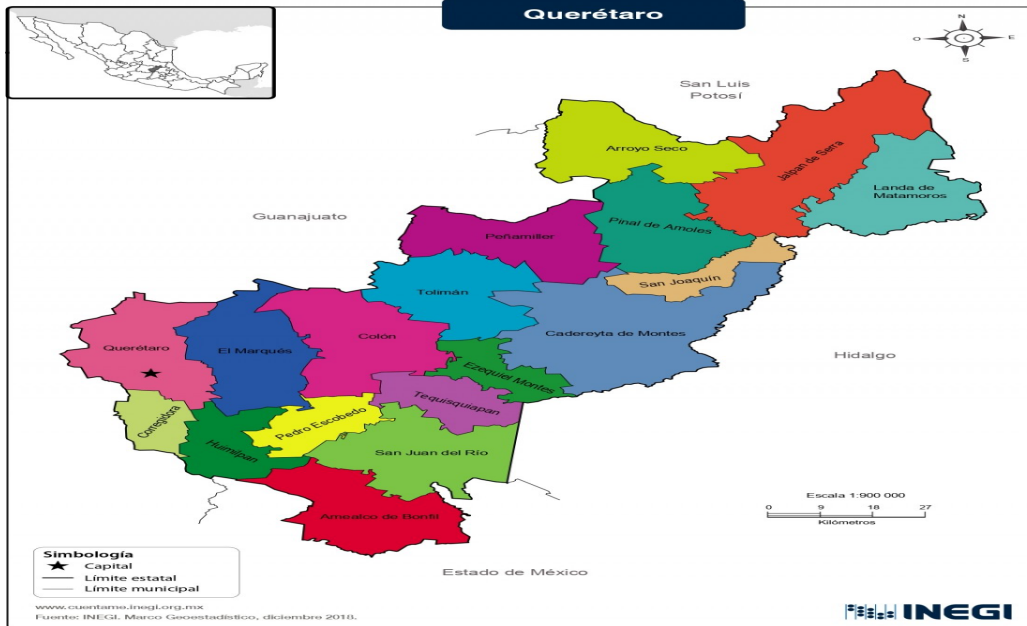 Querétaro
N
O
E
S
San Luis
Potosí
Arroyo Seco
Jalpan de Serra
Landa de
Matamoros
Guanajuato
Pinal de Amoles
Peñamiller
San Joaquín
Tolimán
Cadereyta de Montes
Querétaro
El Marqués
Colón
Hidalgo
Ezequiel Montes
Tequisquiapan
Corregidora
Pedro Escobedo
Huimilpan
San Juan del Río
Amealco de Bonfil
Escala 1:900 000
0 9 18 27
Kilómetros
Estado de México
Simbología
Capital
Límite estatal
Límite municipal
www.cuentame.inegi.org.mx
Fuente: INEGI. Marco Geoestadístico, diciembre 2018.
INEGI